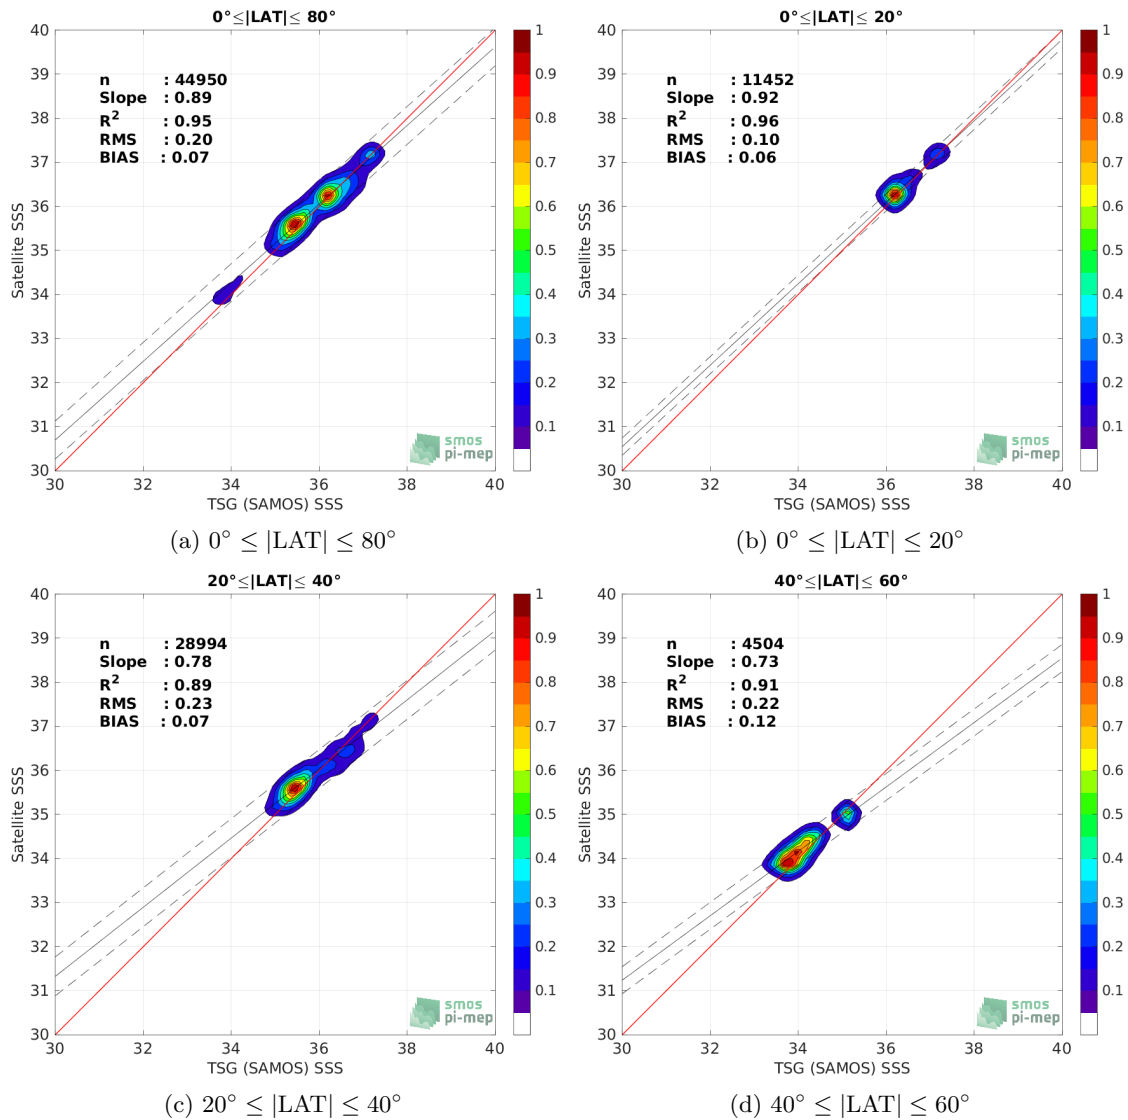 0°≤|LAT|≤ 80°
n : 44950
Slope : 0.89
R² : 0.95
RMS : 0.20
BIAS : 0.07
40
39
38
37
36
35
34
33
32
31
30
30 32 34 36 38 40
Satellite SSS
TSG (SAMOS) SSS
1
0.9
0.8
0.7
0.6
0.5
0.4
0.3
0.2
0.1
smos
pi-mep
(a) 0° ≤ |LAT| ≤ 80°
0°≤|LAT|≤ 20°
n : 11452
Slope : 0.92
R² : 0.96
RMS : 0.10
BIAS : 0.06
40
39
38
37
36
35
34
33
32
31
30
30 32 34 36 38 40
Satellite SSS
TSG (SAMOS) SSS
1
0.9
0.8
0.7
0.6
0.5
0.4
0.3
0.2
0.1
smos
pi-mep
(b) 0° ≤ |LAT| ≤ 20°
20°≤|LAT|≤ 40°
n : 28994
Slope : 0.78
R² : 0.89
RMS : 0.23
BIAS : 0.07
40
39
38
37
36
35
34
33
32
31
30
30 32 34 36 38 40
Satellite SSS
TSG (SAMOS) SSS
1
0.9
0.8
0.7
0.6
0.5
0.4
0.3
0.2
0.1
smos
pi-mep
(c) 20° ≤ |LAT| ≤ 40°
40°≤|LAT|≤ 60°
n : 4504
Slope : 0.73
R² : 0.91
RMS : 0.22
BIAS : 0.12
40
39
38
37
36
35
34
33
32
31
30
30 32 34 36 38 40
Satellite SSS
TSG (SAMOS) SSS
1
0.9
0.8
0.7
0.6
0.5
0.4
0.3
0.2
0.1
smos
pi-mep
(d) 40° ≤ |LAT| ≤ 60°